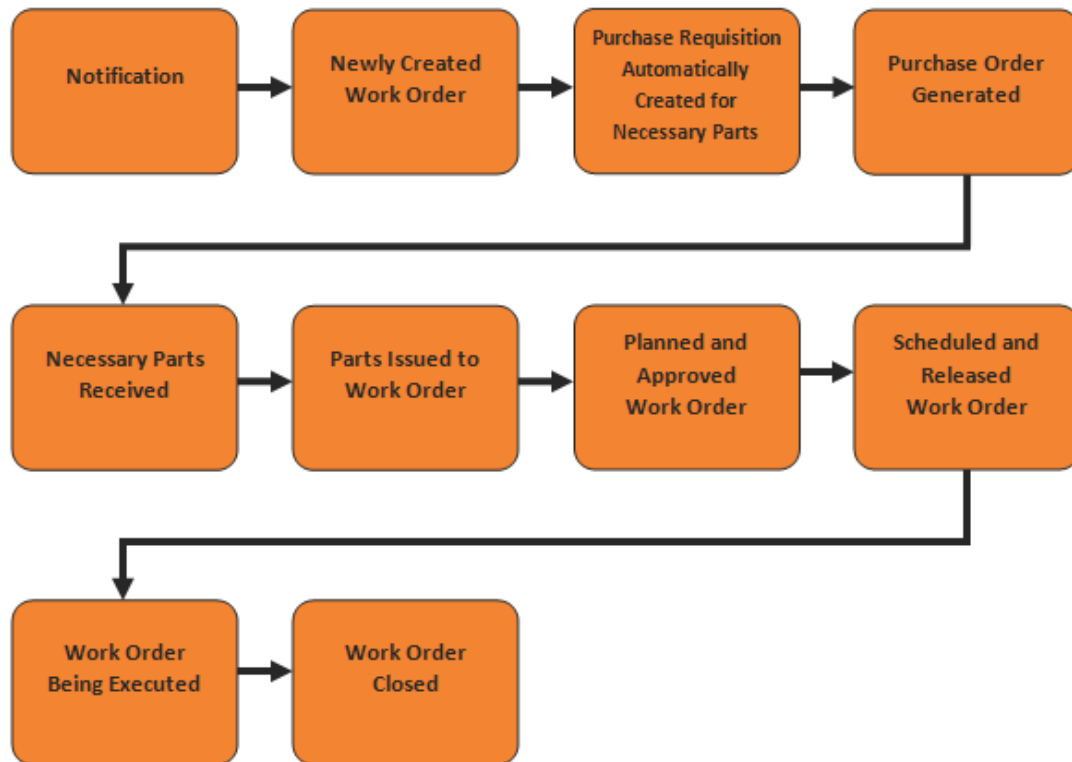 Notification
Newly Created
Work Order
Purchase Requisition
Automatically
Created for
Necessary Parts
Purchase Order
Generated
Necessary Parts
Received
Parts Issued to
Work Order
Planned and
Approved
Work Order
Scheduled and
Released
Work Order
Work Order
Being Executed
Work Order
Closed